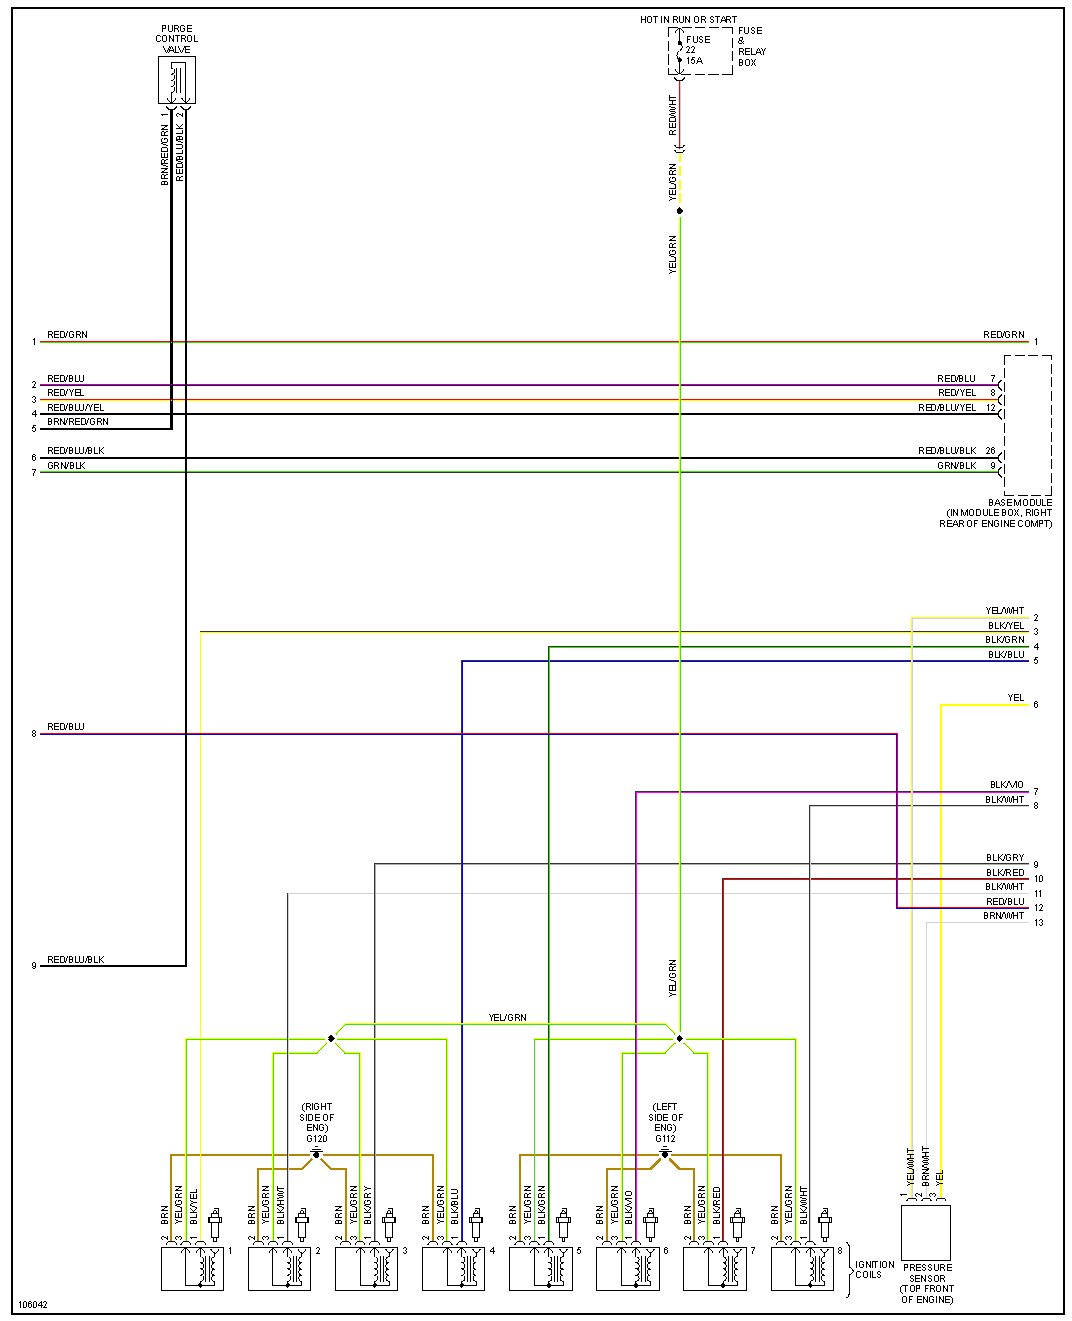 PURGE
CONTROL
VALVE
HOT IN RUN OR START
FUSE
22
15A
FUSE
&
RELAY
BOX
1
2
BRN/RED/GRN
RED/BLU/BLK
RED/WHT
YEL/GRN
YEL/GRN
1 RED/GRN
RED/GRN 1
2 RED/BLU
RED/BLU 7
3 RED/YEL
RED/YEL 8
4 RED/BLU/YEL
RED/BLU/YEL 12
5 BRN/RED/GRN
6 RED/BLU/BLK
RED/BLU/BLK 26
7 GRN/BLK
GRN/BLK 9
BASE MODULE
(IN MODULE BOX, RIGHT
REAR OF ENGINE COMPT)
YEL/WHT 2
BLK/YEL 3
BLK/GRN 4
BLK/BLU 5
YEL 6
8 RED/BLU
BLK/VIO 7
BLK/WHT 8
BLK/GRY 9
BLK/RED 10
BLK/WHT 11
RED/BLU 12
BRN/WHT 13
9 RED/BLU/BLK
YEL/GRN
YEL/GRN
(RIGHT
SIDE OF
ENG)
G120
(LEFT
SIDE OF
ENG)
G112
BRN
YEL/GRN
BLK/YEL
2
3
1
1
BRN
YEL/GRN
BLK/HWT
2
3
1
2
BRN
YEL/GRN
BLK/GRY
2
3
1
3
BRN
YEL/GRN
BLK/BLU
2
3
1
4
BRN
YEL/GRN
BLK/GRN
2
3
1
5
BRN
YEL/GRN
BLK/VIO
2
3
1
6
BRN
YEL/GRN
BLK/RED
2
3
1
7
BRN
YEL/GRN
BLK/WHT
2
3
1
8
IGNITION
COILS
YEL/WHT
BRN/WHT
YEL
1
2
3
PRESSURE
SENSOR
(TOP FRONT
OF ENGINE)
106042